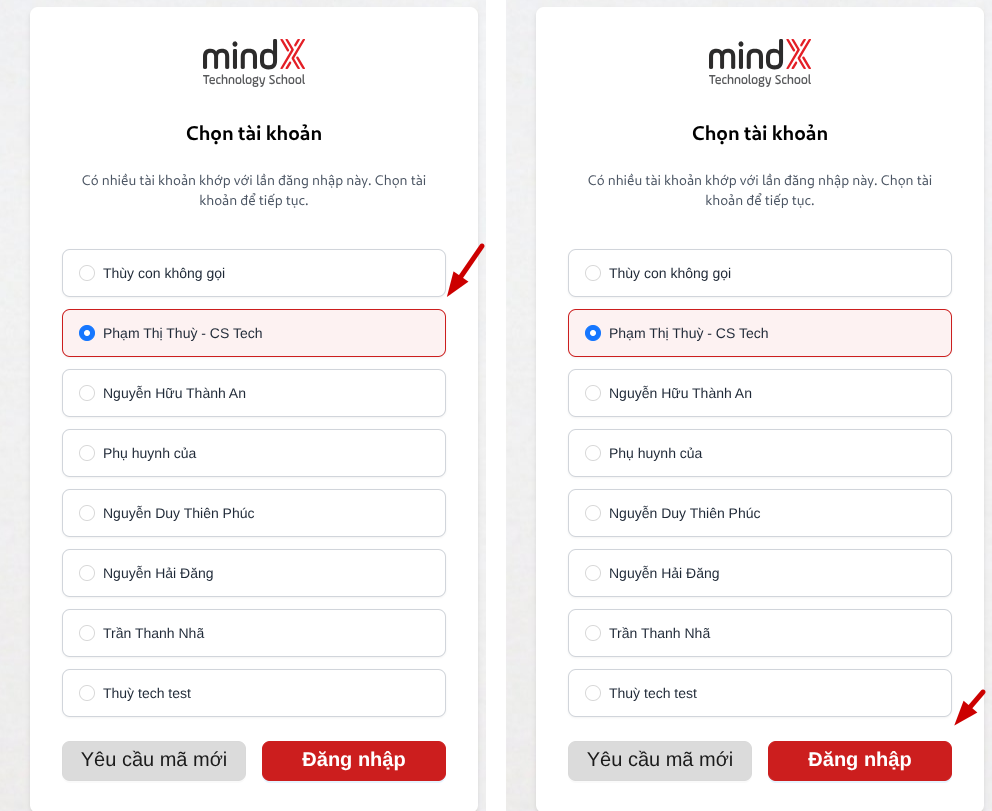 mindX
Technology School
Chọn tài khoản
Có nhiều tài khoản khớp với lần đăng nhập này. Chọn tài
khoản để tiếp tục.
Thùy con không gọi
Phạm Thị Thuỳ - CS Tech
Nguyễn Hữu Thành An
Phụ huynh của
Nguyễn Duy Thiên Phúc
Nguyễn Hải Đăng
Trần Thanh Nhã
Thuỳ tech test
Yêu cầu mã mới
Đăng nhập
mindX
Technology School
Chọn tài khoản
Có nhiều tài khoản khớp với lần đăng nhập này. Chọn tài
khoản để tiếp tục.
Thùy con không gọi
Phạm Thị Thuỳ - CS Tech
Nguyễn Hữu Thành An
Phụ huynh của
Nguyễn Duy Thiên Phúc
Nguyễn Hải Đăng
Trần Thanh Nhã
Thuỳ tech test
Yêu cầu mã mới
Đăng nhập